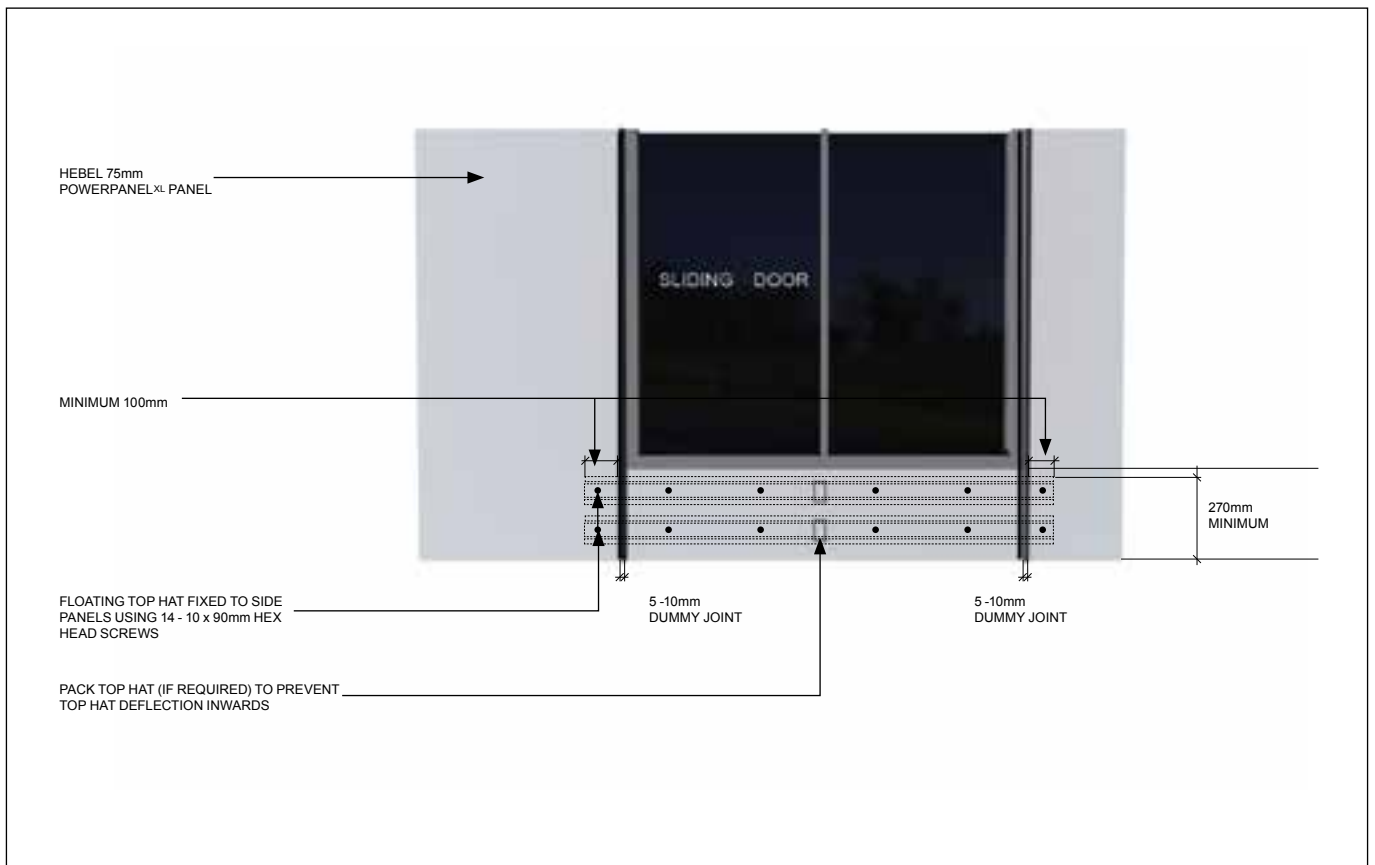 HEBEL 75mm
POWERPANELXL PANEL
SLIDING DOOR
MINIMUM 100mm
270mm
MINIMUM
FLOATING TOP HAT FIXED TO SIDE
PANELS USING 14 - 10 x 90mm HEX
HEAD SCREWS
5 -10mm
DUMMY JOINT
5 -10mm
DUMMY JOINT
PACK TOP HAT (IF REQUIRED) TO PREVENT
TOP HAT DEFLECTION INWARDS